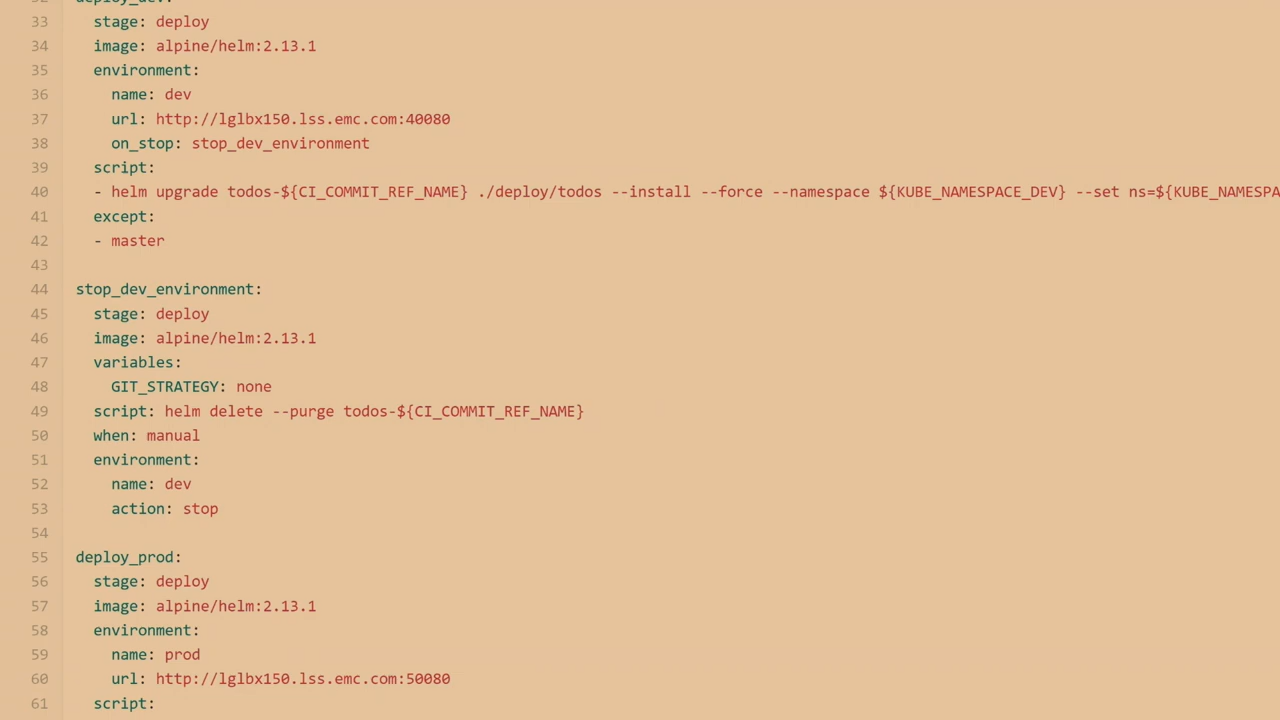 33 stage: deploy
34 image: alpine/helm:2.13.1
35 environment:
36 name: dev
37 url: http://lglbx150.lss.emc.com:40080
38 on_stop: stop_dev_environment
39 script:
40 - helm upgrade todos-${CI_COMMIT_REF_NAME} ./deploy/todos --install --force --namespace ${KUBE_NAMESPACE_DEV} --set ns=${KUBE_NAMESPA
41 except:
42 - master
43
44 stop_dev_environment:
45 stage: deploy
46 image: alpine/helm:2.13.1
47 variables:
48 GIT_STRATEGY: none
49 script: helm delete --purge todos-${CI_COMMIT_REF_NAME}
50 when: manual
51 environment:
52 name: dev
53 action: stop
54
55 deploy_prod:
56 stage: deploy
57 image: alpine/helm:2.13.1
58 environment:
59 name: prod
60 url: http://lglbx150.lss.emc.com:50080
61 script: